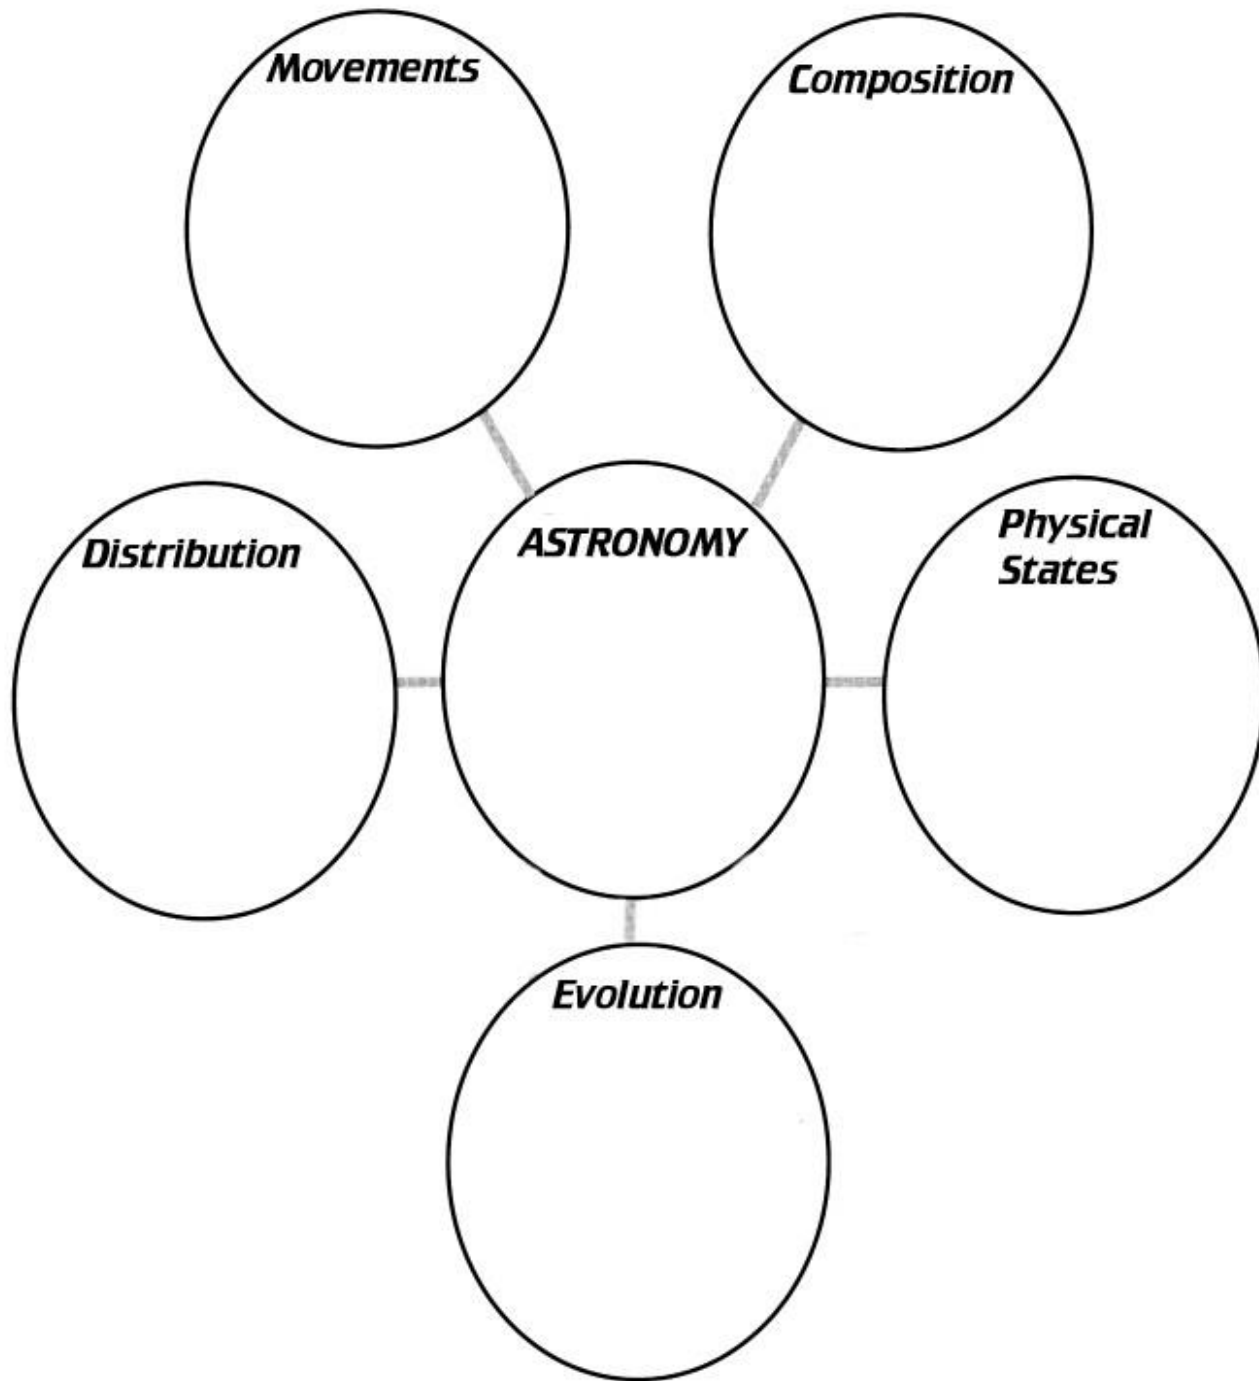 Movements
Composition
Distribution
ASTRONOMY
Physical
States
Evolution